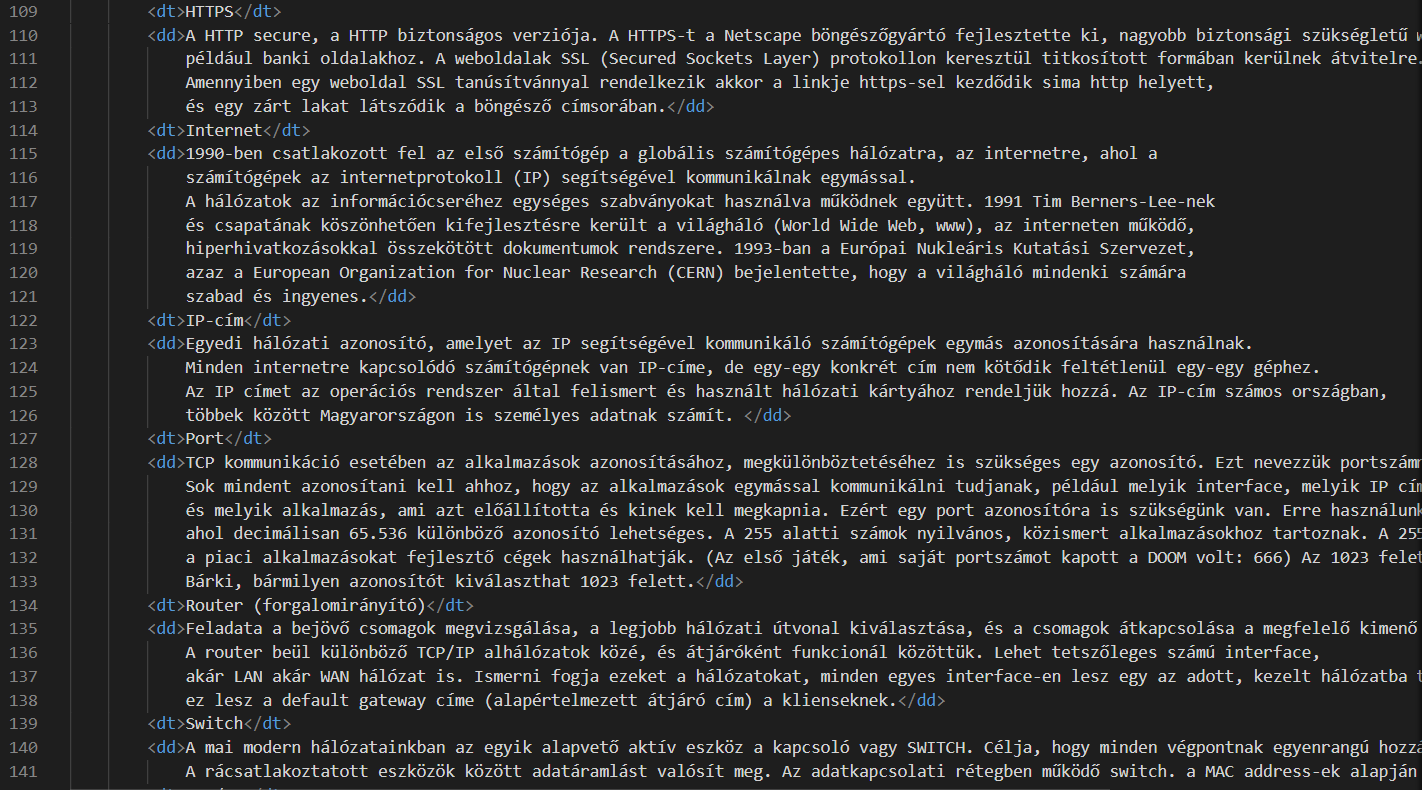 109 <dt>HTTPS</dt>
110 <dd>A HTTP secure, a HTTP biztonságos verziója. A HTTPS-t a Netscape böngészőgyártó fejlesztette ki, nagyobb biztonsági szükségletű
111 például banki oldalakhoz. A weboldalak SSL (Secured Sockets Layer) protokollon keresztül titkosított formában kerülnek átvitelre.
112 Amennyiben egy weboldal SSL tanúsítvánnyal rendelkezik akkor a linkje https-sel kezdődik sima http helyett,
113 és egy zárt lakat látszódik a böngésző címsorában.</dd>
114 <dt>Internet</dt>
115 <dd>1990-ben csatlakozott fel az első számítógép a globális számítógépes hálózatra, az internetre, ahol a
116 számítógépek az internetprotokoll (IP) segítségével kommunikálnak egymással.
117 A hálózatok az információcseréhez egységes szabványokat használva működnek együtt. 1991 Tim Berners-Lee-nek
118 és csapatának köszönhetően kifejlesztésre került a világháló (World Wide Web, www), az interneten működő,
119 hiperhivatkozásokkal összekötött dokumentumok rendszere. 1993-ban a Európai Nukleáris Kutatási Szervezet,
120 azaz a European Organization for Nuclear Research (CERN) bejelentette, hogy a világháló mindenki számára
121 szabad és ingyenes.</dd>
122 <dt>IP-cím</dt>
123 <dd>Egyedi hálózati azonosító, amelyet az IP segítségével kommunikáló számítógépek egymás azonosítására használnak.
124 Minden internetre kapcsolódó számítógépnek van IP-címe, de egy-egy konkrét cím nem kötődik feltétlenül egy-egy géphez.
125 Az IP címet az operációs rendszer által felismert és használt hálózati kártyához rendeljük hozzá. Az IP-cím számos országban,
126 többek között Magyarországon is személyes adatnak számít. </dd>
127 <dt>Port</dt>
128 <dd>TCP kommunikáció esetében az alkalmazások azonosításához, megkülönböztetéséhez is szükséges egy azonosító. Ezt nevezzük
129 Sok mindent azonosítani kell ahhoz, hogy az alkalmazások egymással kommunikálni tudjanak, például melyik interface, melyik IP
130 és melyik alkalmazás, ami azt előállította és kinek kell megkapnia. Ezért egy port azonosítóra is szükségünk van. Erre
131 ahol decimálisan 65.536 különböző azonosító lehetséges. A 255 alatti számok nyilvános, közismert alkalmazásokhoz tartoznak. A 255
132 a piaci alkalmazásokat fejlesztő cégek használhatják. (Az első játék, ami saját portszámot kapott a DOOM volt: 666) Az 1023
133 Bárki, bármilyen azonosítót kiválaszthat 1023 felett.</dd>
134 <dt>Router (forgalomirányító)</dt>
135 <dd>Feladata a bejövő csomagok megvizsgálása, a legjobb hálózati útvonal kiválasztása, és a csomagok átkapcsolása a megfelelő kimenő
136 A router beül különböző TCP/IP alhálózatok közé, és átjáróként funkcionál közöttük. Lehet tetszőleges számú interface,
137 akár LAN akár WAN hálózat is. Ismerni fogja ezeket a hálózatokat, minden egyes interface-en lesz egy az adott, kezelt hálózatba
138 ez lesz a default gateway címe (alapértelmezett átjáró cím) a klienseknek.</dd>
139 <dt>Switch</dt>
140 <dd>A mai modern hálózatainkban az egyik alapvető aktív eszköz a kapcsoló vagy SWITCH. Célja, hogy minden végpontnak egyenrangú
141 A rácsatlakoztatott eszközök között adatáramlást valósít meg. Az adatkapcsolati rétegben működő switch. a MAC address-ek alapján